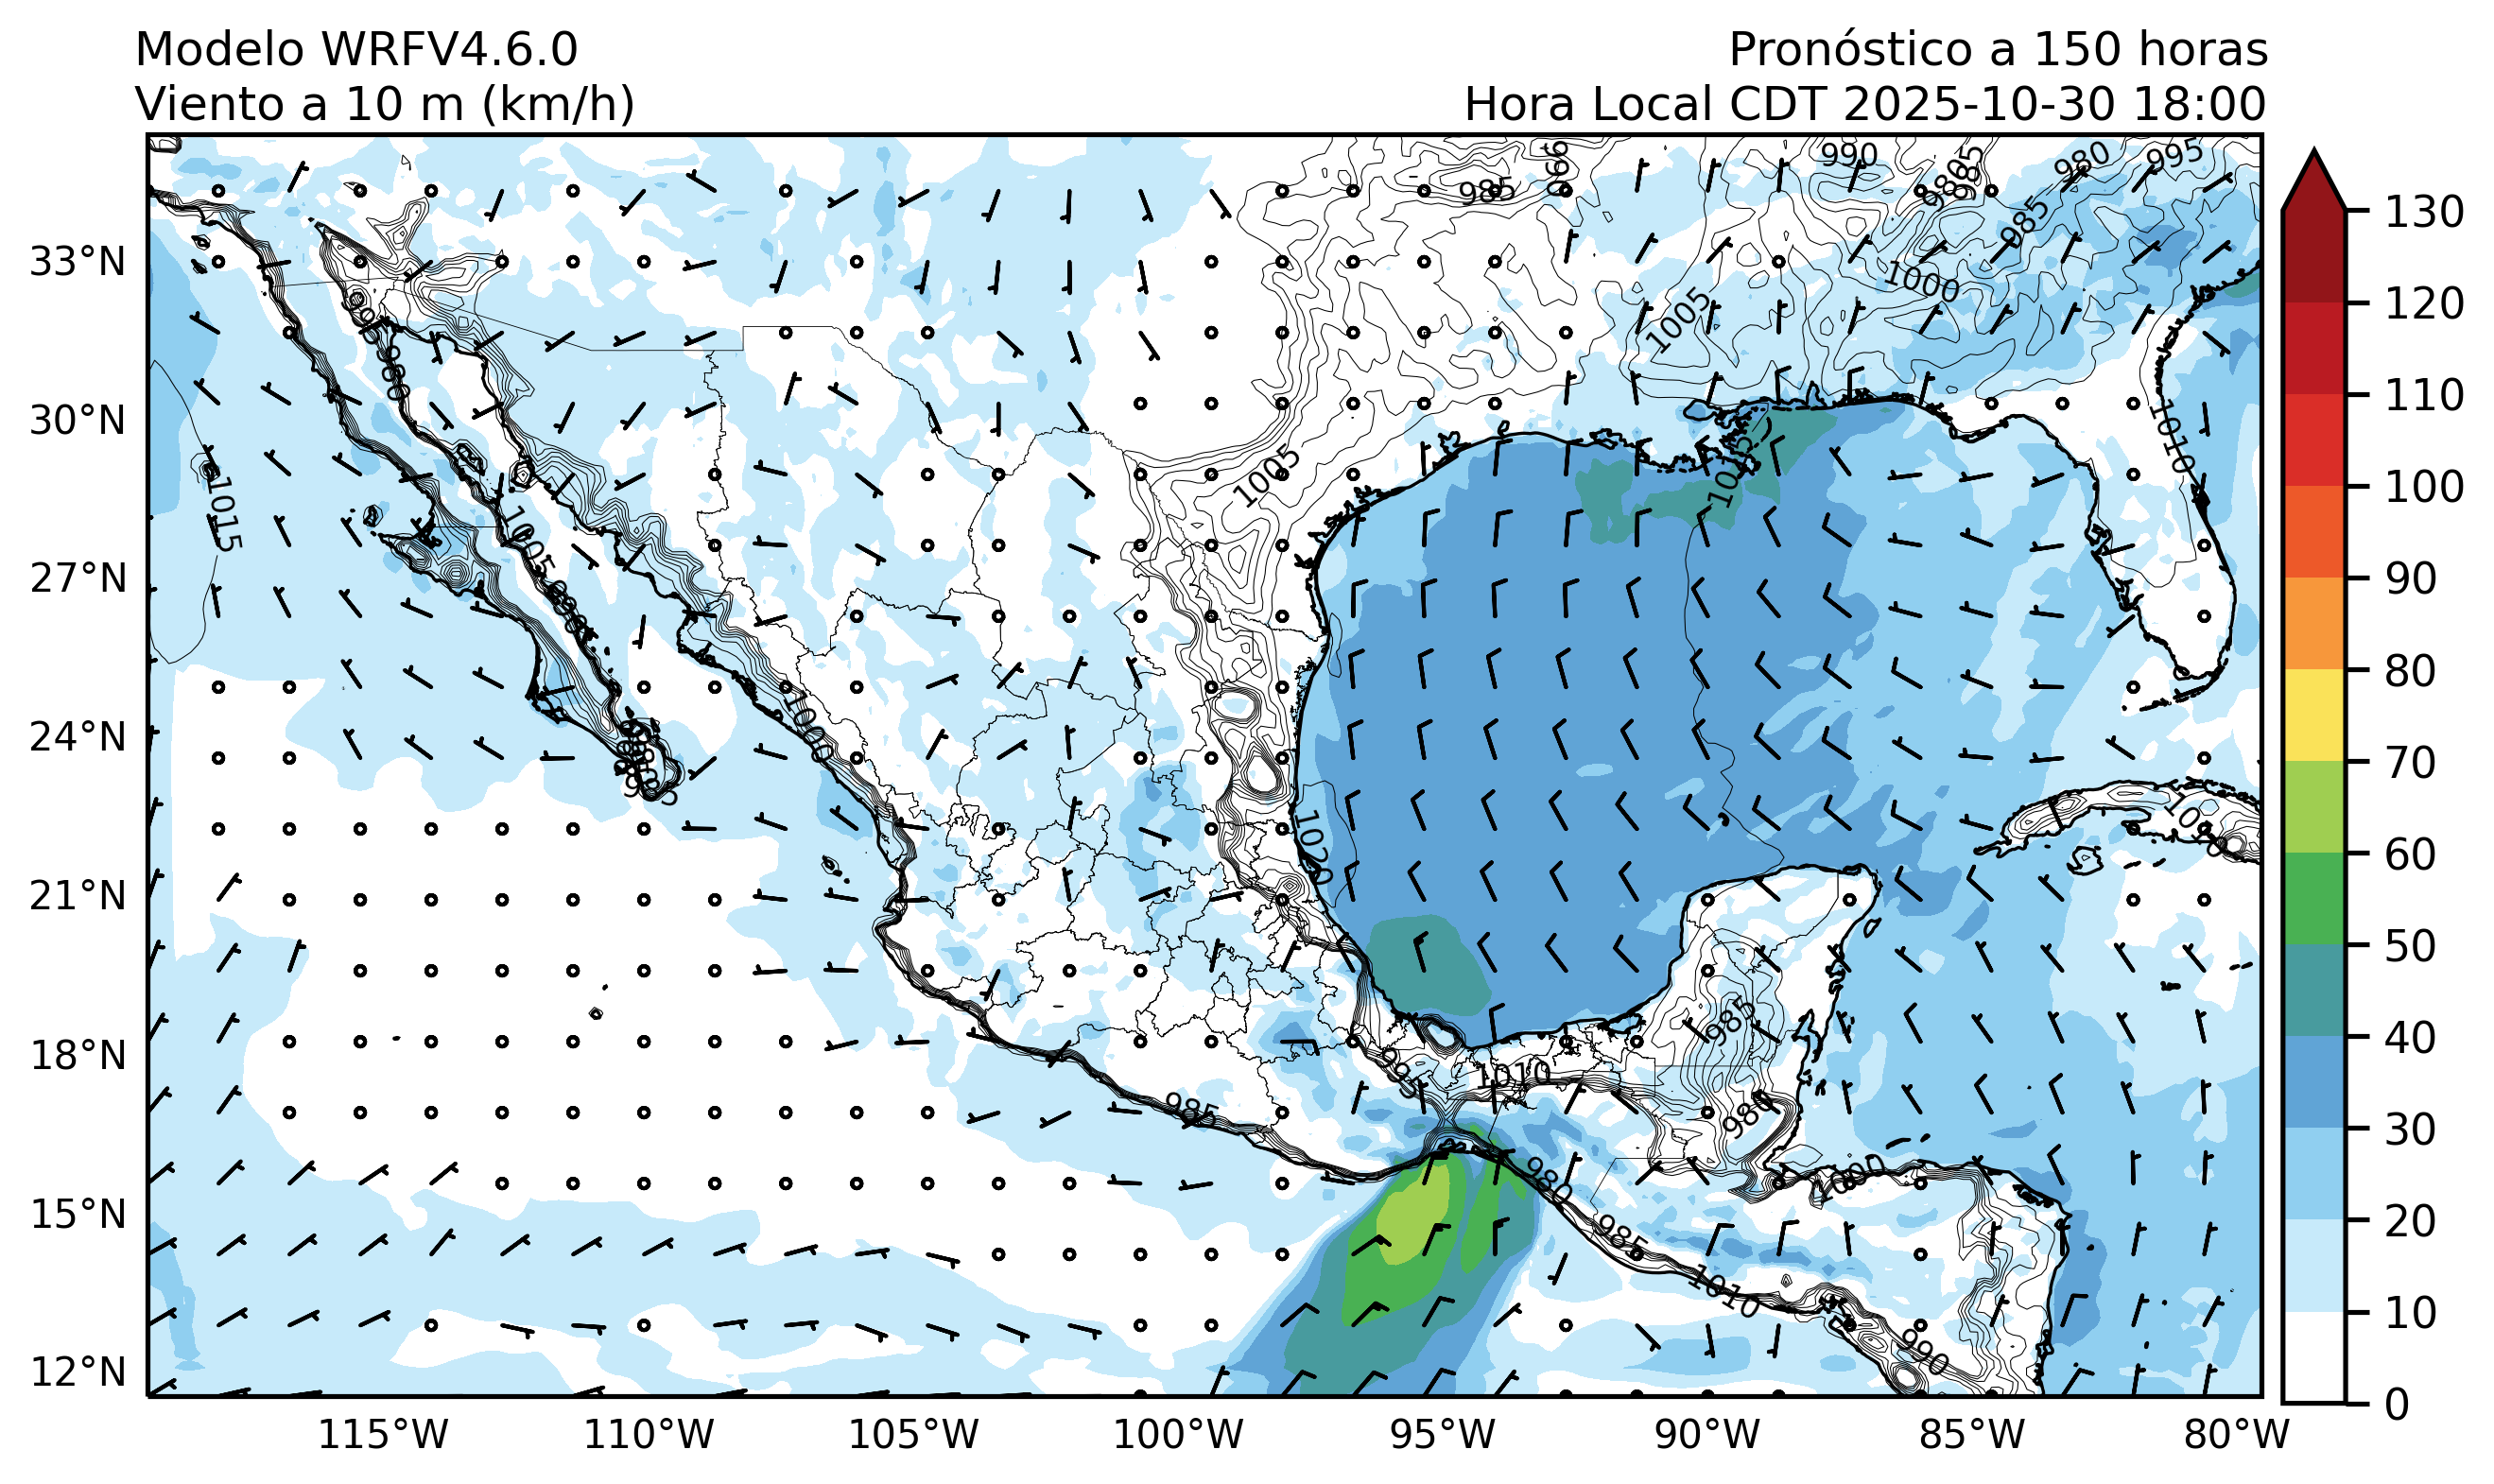 Modelo WRFV4.6.0
Pronóstico a 150 horas
Viento a 10 m (km/h)
Hora Local CDT 2025-10-30 18:00
33°N
30°N
27°N
24°N
21°N
18°N
15°N
12°N
115°W
110°W
105°W
100°W
95°W
90°W
85°W
80°W
130
120
110
100
90
80
70
60
50
40
30
20
10
0
990
980
995
985
985
1000
1005
1005
1010
1015
1015
1005
1000
1020
985
1010
985
980
980
1000
985
1010
990